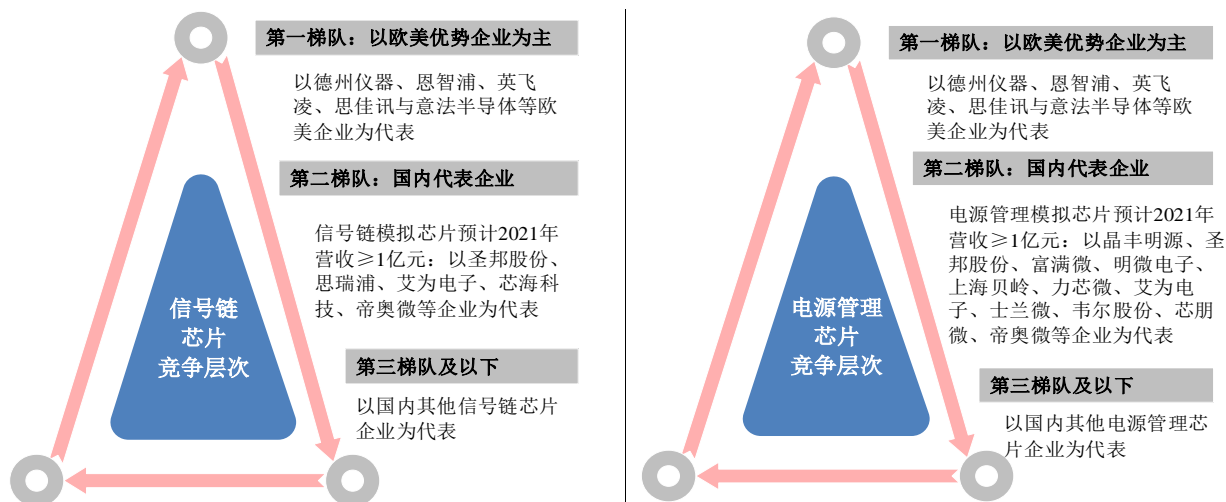 第一梯队：以欧美优势企业为主
以德州仪器、恩智浦、英飞
凌、思佳讯与意法半导体等欧
美企业为代表
第二梯队：国内代表企业
信号链模拟芯片预计2021年
营收≥1亿元：以圣邦股份、
思瑞浦、艾为电子、芯海科
技、帝奥微等企业为代表
信号链
芯片
竞争层次
第三梯队及以下
以国内其他信号链芯片
企业为代表
第一梯队：以欧美优势企业为主
以德州仪器、恩智浦、英飞
凌、思佳讯与意法半导体等欧
美企业为代表
第二梯队：国内代表企业
电源管理模拟芯片预计2021年
营收≥1亿元：以晶丰明源、圣
邦股份、富满微、明微电子、
上海贝岭、力芯微、艾为电
子、士兰微、韦尔股份、芯朋
微、帝奥微等企业为代表
电源管理
芯片
竞争层次
第三梯队及以下
以国内其他电源管理芯
片企业为代表